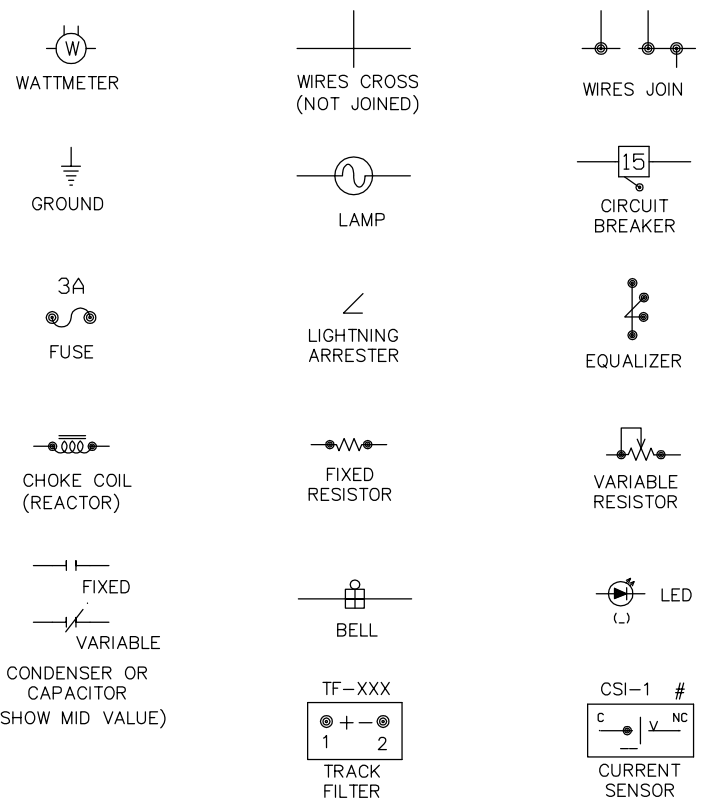 W
WATTMETER
WIRES CROSS
(NOT JOINED)
WIRES JOIN
GROUND
LAMP
15
CIRCUIT
BREAKER
3A
FUSE
LIGHTNING
ARRESTER
EQUALIZER
CHOKE COIL
(REACTOR)
FIXED
RESISTOR
VARIABLE
RESISTOR
FIXED
VARIABLE
CONDENSER OR
CAPACITOR
(SHOW MID VALUE)
BELL
LED
(_)
TF-XXX
+ -
1 2
TRACK
FILTER
CSI-1 #
C V NC
CURRENT
SENSOR